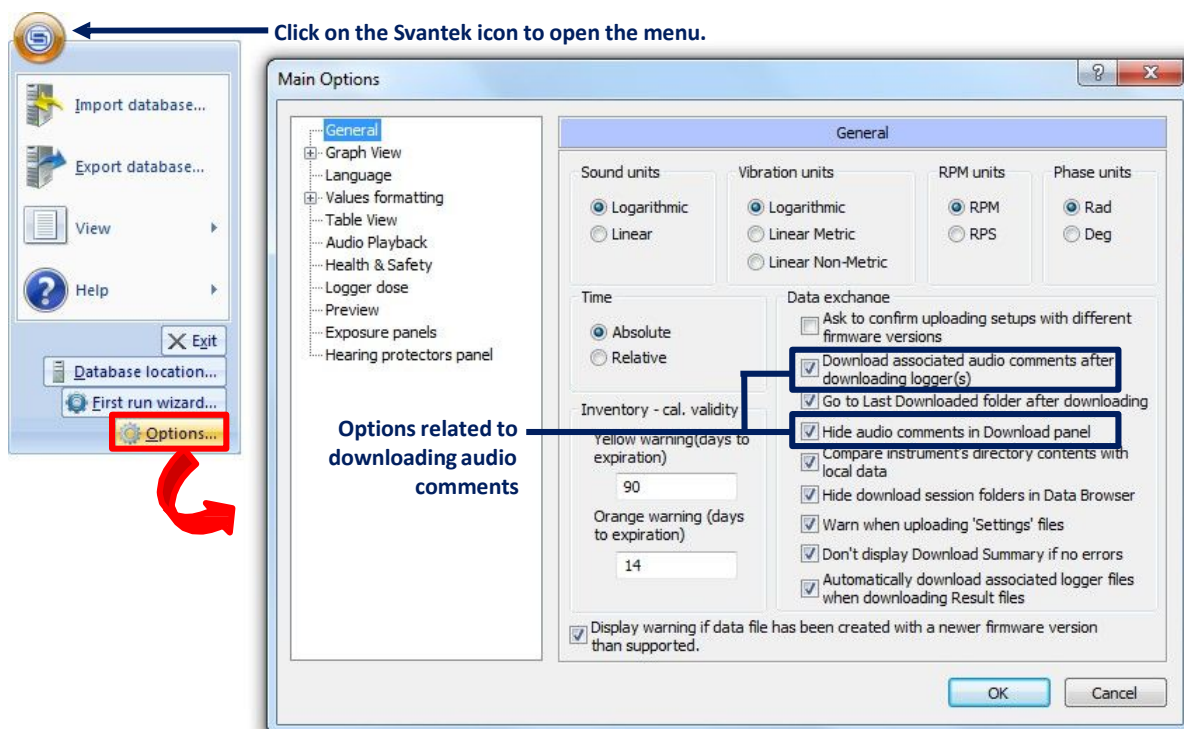 Click on the Svantek icon to open the menu.
Import database...
Export database...
View
Help
Exit
Database location...
First run wizard...
Options...
Main Options
General
Graph View
Language
Values formatting
Table View
Audio Playback
Health & Safety
Logger dose
Preview
Exposure panels
Hearing protectors panel
General
Sound units
Logarithmic
Linear
Vibration units
Logarithmic
Linear Metric
Linear Non-Metric
RPM units
RPM
RPS
Phase units
Rad
Deg
Time
Absolute
Relative
Inventory - cal. validity
Yellow warning(days to
expiration)
90
Orange warning (days
to expiration)
14
Data exchange
Ask to confirm uploading setups with different
firmware versions
Download associated audio comments after
downloading logger(s)
Go to Last Downloaded folder after downloading
Hide audio comments in Download panel
Compare instrument's directory contents with
local data
Hide download session folders in Data Browser
Warn when uploading 'Settings' files
Don't display Download Summary if no errors
Automatically download associated logger files
when downloading Result files
Display warning if data file has been created with a newer firmware version
than supported.
OK
Cancel
Options related to
downloading audio
comments